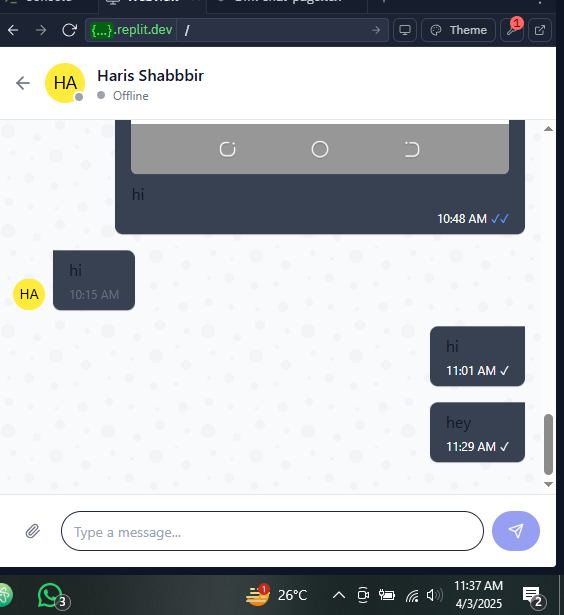 {...}.replit.dev /
Theme
1
HA
Haris Shabbbir
Offline
hi
10:48 AM ✓✓
hi
HA
10:15 AM
hi
11:01 AM ✓
hey
11:29 AM ✓
Type a message...
3
1
26°C
11:37 AM
4/3/2025
2